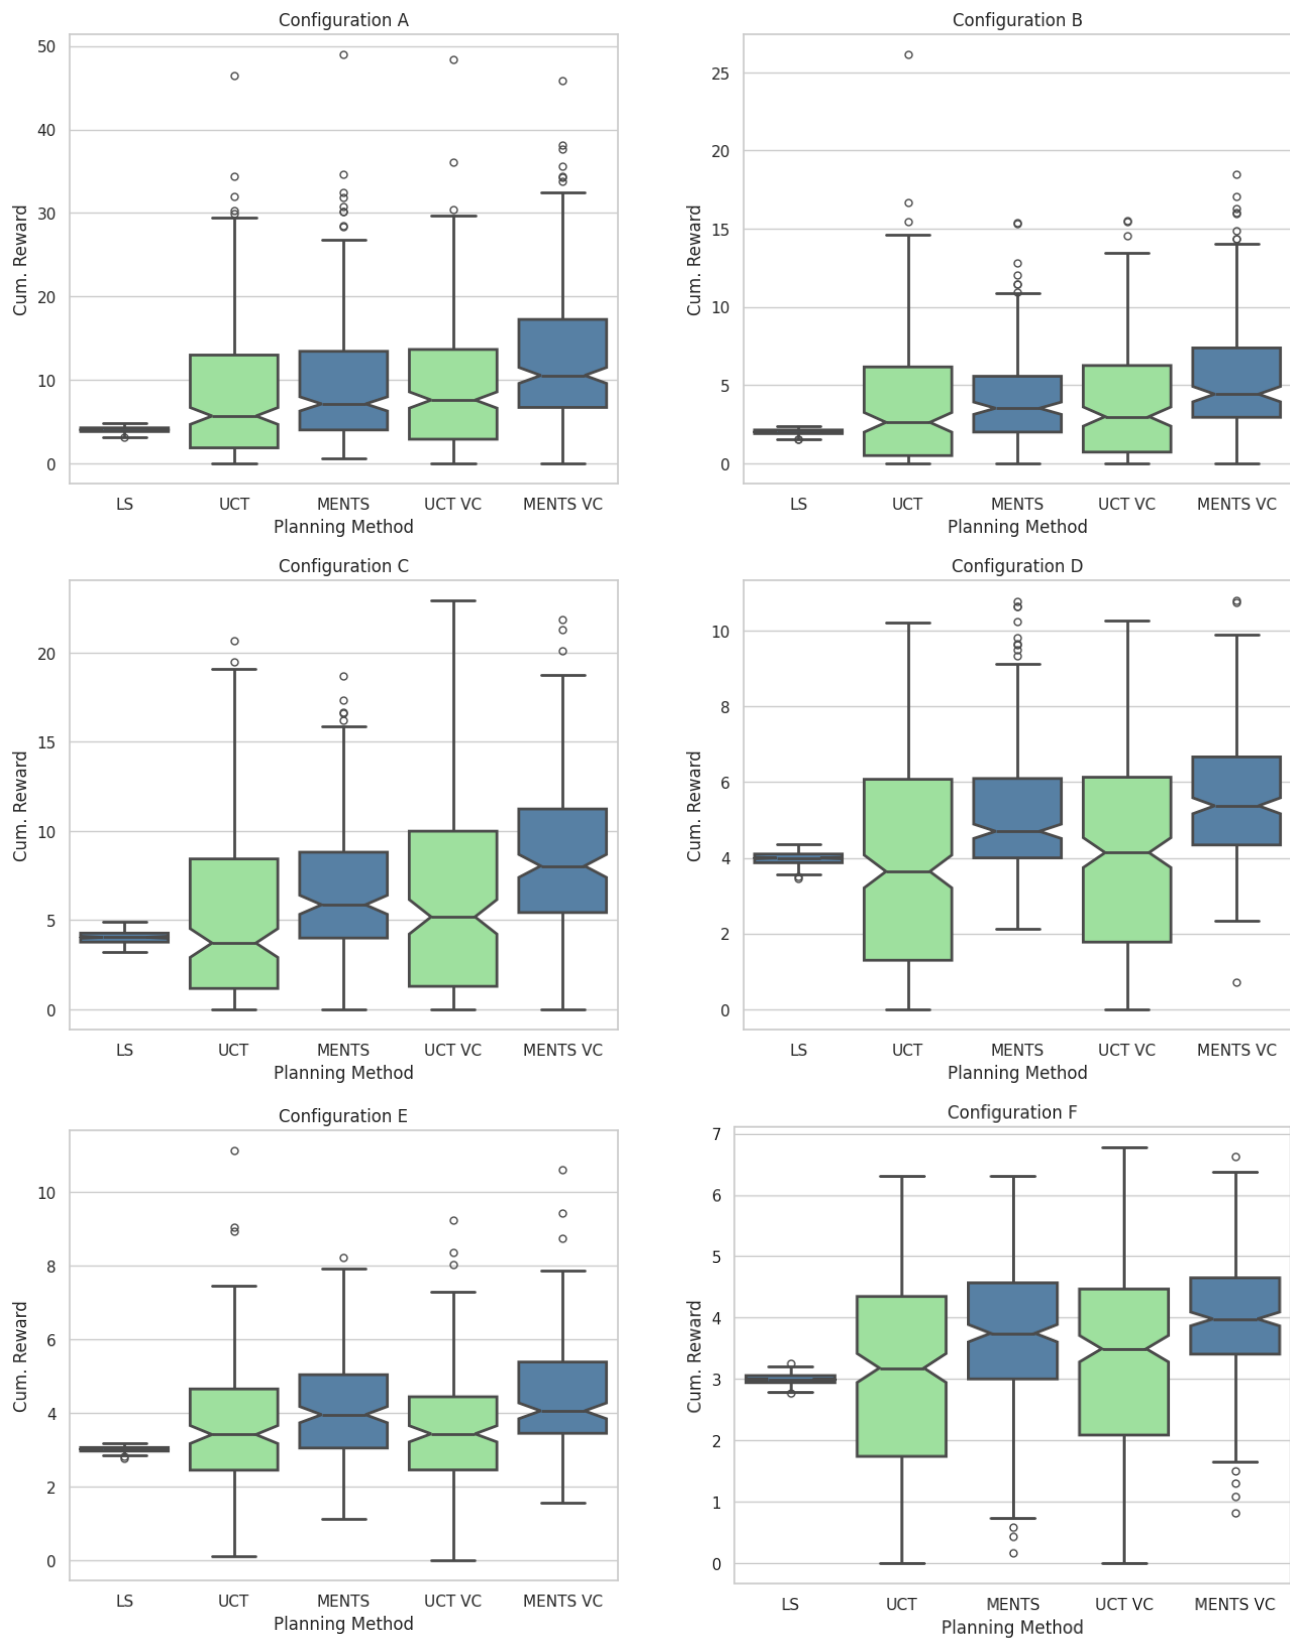 Configuration A
50
40
30
20
10
0
Cum. Reward
LS UCT MENTS UCT VC MENTS VC
Planning Method
Configuration B
25
20
15
10
5
0
Cum. Reward
LS UCT MENTS UCT VC MENTS VC
Planning Method
Configuration C
20
15
10
5
0
Cum. Reward
LS UCT MENTS UCT VC MENTS VC
Planning Method
Configuration D
10
8
6
4
2
0
Cum. Reward
LS UCT MENTS UCT VC MENTS VC
Planning Method
Configuration E
10
8
6
4
2
0
Cum. Reward
LS UCT MENTS UCT VC MENTS VC
Planning Method
Configuration F
7
6
5
4
3
2
1
0
Cum. Reward
LS UCT MENTS UCT VC MENTS VC
Planning Method